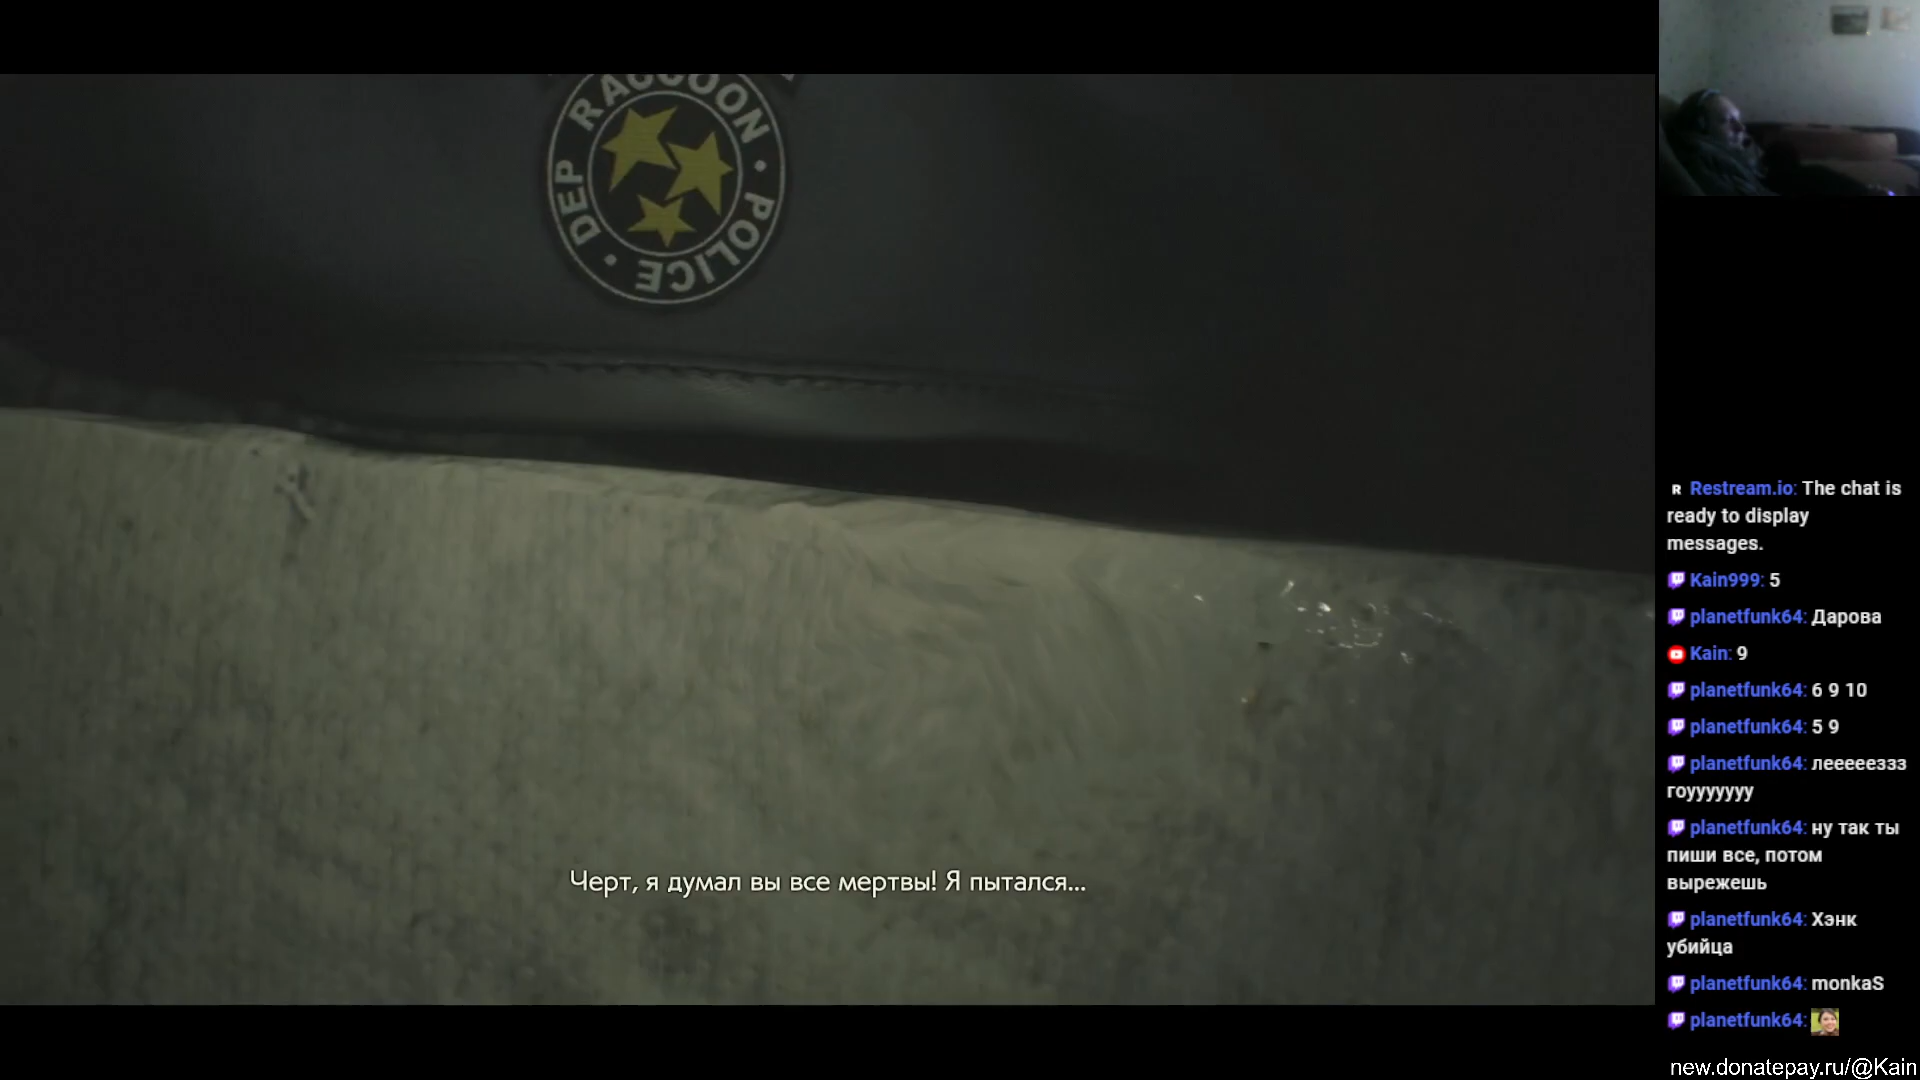 RACCOON · POLICE · DEP
Черт, я думал вы все мертвы! Я пытался...
R Restream.io: The chat is
ready to display
messages.
Kain999: 5
planetfunk64: Дарова
Kain: 9
planetfunk64: 6 9 10
planetfunk64: 5 9
planetfunk64: лееееeззз
гоууууууу
planetfunk64: ну так ты
пиши все, потом
вырежешь
planetfunk64: Хэнк
убийца
planetfunk64: monkaS
planetfunk64:
new.donatepay.ru/@Kain